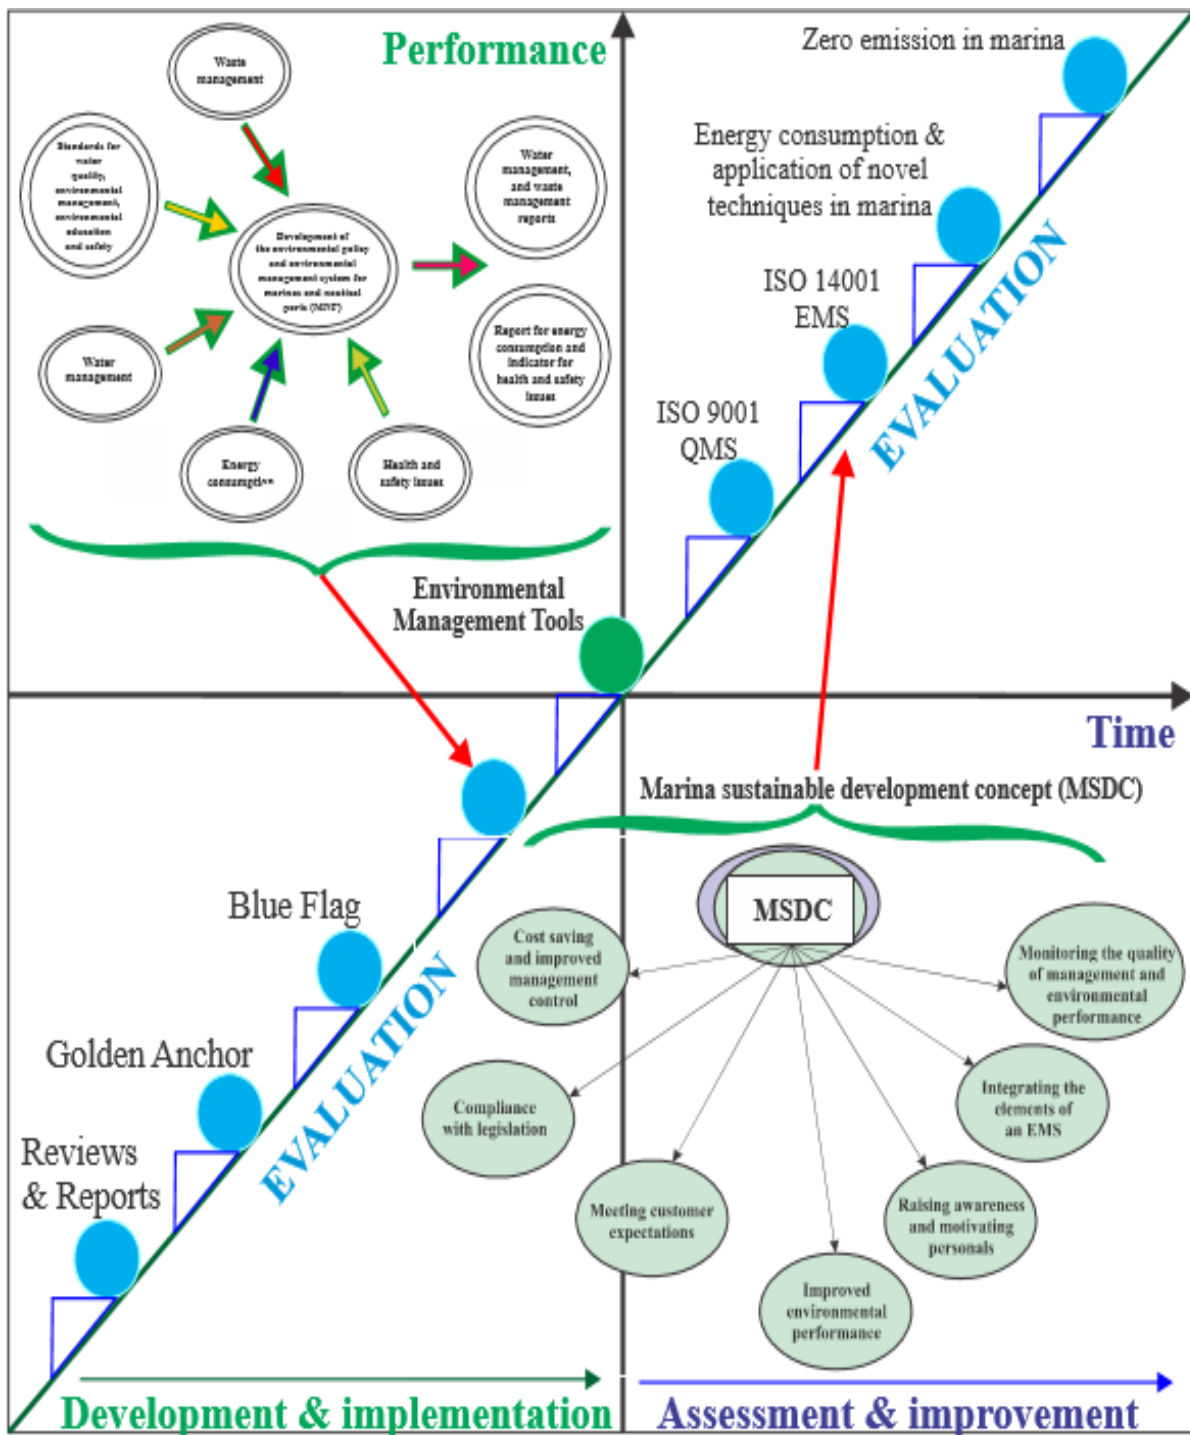 Performance
Waste
management
Standards for
water
quality,
environmental
management,
environmental
education
and safety
Water
management,
and waste
management
reports
Development of
the environmental policy
and environmental
management system for
marinas and nautical
ports (MNP)
Water
management
Report for energy
consumption and
indicator for
health and safety
issues
Energy
consumption
Health and
safety issues
Environmental
Management Tools
Zero emission in marina
Energy consumption &
application of novel
techniques in marina
ISO 14001
EMS
ISO 9001
QMS
EVALUATION
Time
Marina sustainable development concept (MSDC)
MSDC
Cost saving
and improved
management
control
Compliance
with legislation
Meeting customer
expectations
Improved
environmental
performance
Raising awareness
and motivating
personals
Integrating the
elements of
an EMS
Monitoring the quality
of management and
environmental
performance
Blue Flag
Golden Anchor
Reviews
& Reports
EVALUATION
Development & implementation
Assessment & improvement